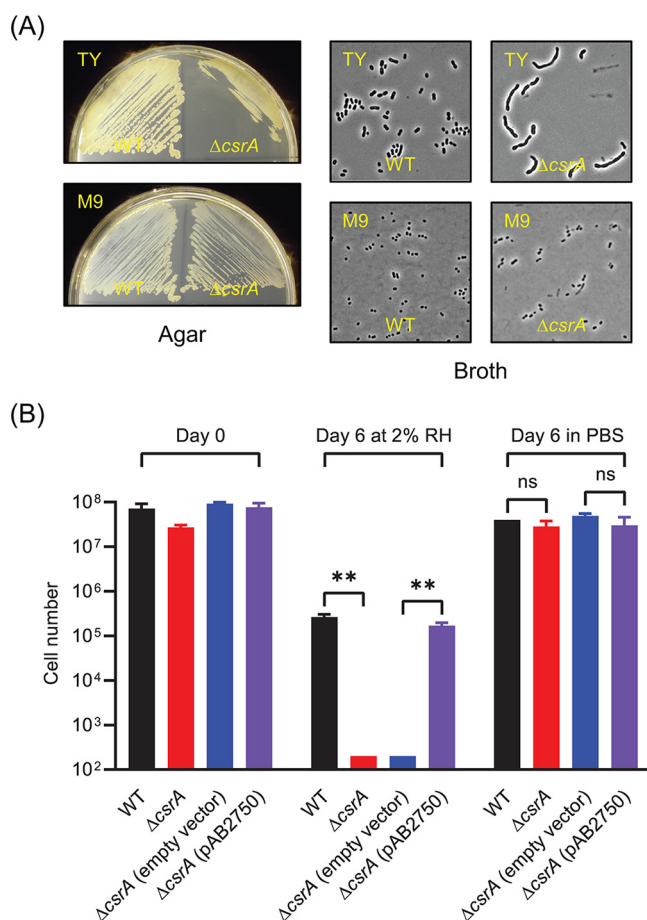 (A)
TY
WT
ΔcsrA
M9
WT
ΔcsrA
Agar
TY
WT
TY
ΔcsrA
M9
WT
M9
ΔcsrA
Broth
(B)
Day 0
Day 6 at 2% RH
Day 6 in PBS
ns
ns
**
**
Cell number
10⁸
10⁷
10⁶
10⁵
10⁴
10³
10²
WT
ΔcsrA
ΔcsrA (empty vector)
ΔcsrA (pAB2750)
WT
ΔcsrA
ΔcsrA (empty vector)
ΔcsrA (pAB2750)
WT
ΔcsrA
ΔcsrA (empty vector)
ΔcsrA (pAB2750)